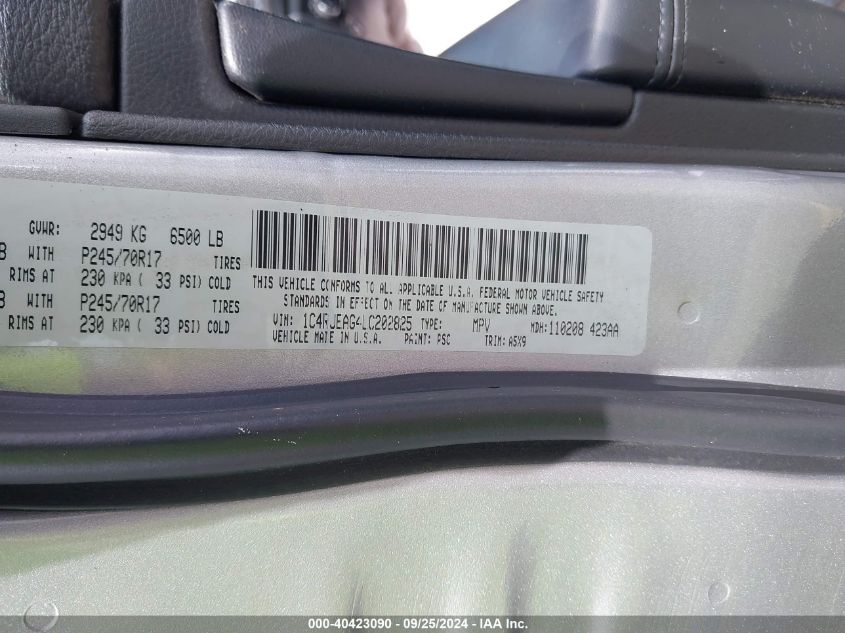 GVWR: 2949 KG 6500 LB
B WITH P245/70R17 TIRES
RIMS AT 230 KPA ( 33 PSI) COLD
B WITH P245/70R17 TIRES
RIMS AT 230 KPA ( 33 PSI) COLD
THIS VEHICLE CONFORMS TO ALL APPLICABLE U.S.A. FEDERAL MOTOR VEHICLE SAFETY
STANDARDS IN EFFECT ON THE DATE OF MANUFACTURE SHOWN ABOVE.
VIN: 1C4RJEAG4LC202825 TYPE: MPV MDH:110208 423AA
VEHICLE MADE IN U.S.A. PAINT: PSC TRIM: A5X9
000-40423090 - 09/25/2024 - IAA Inc.